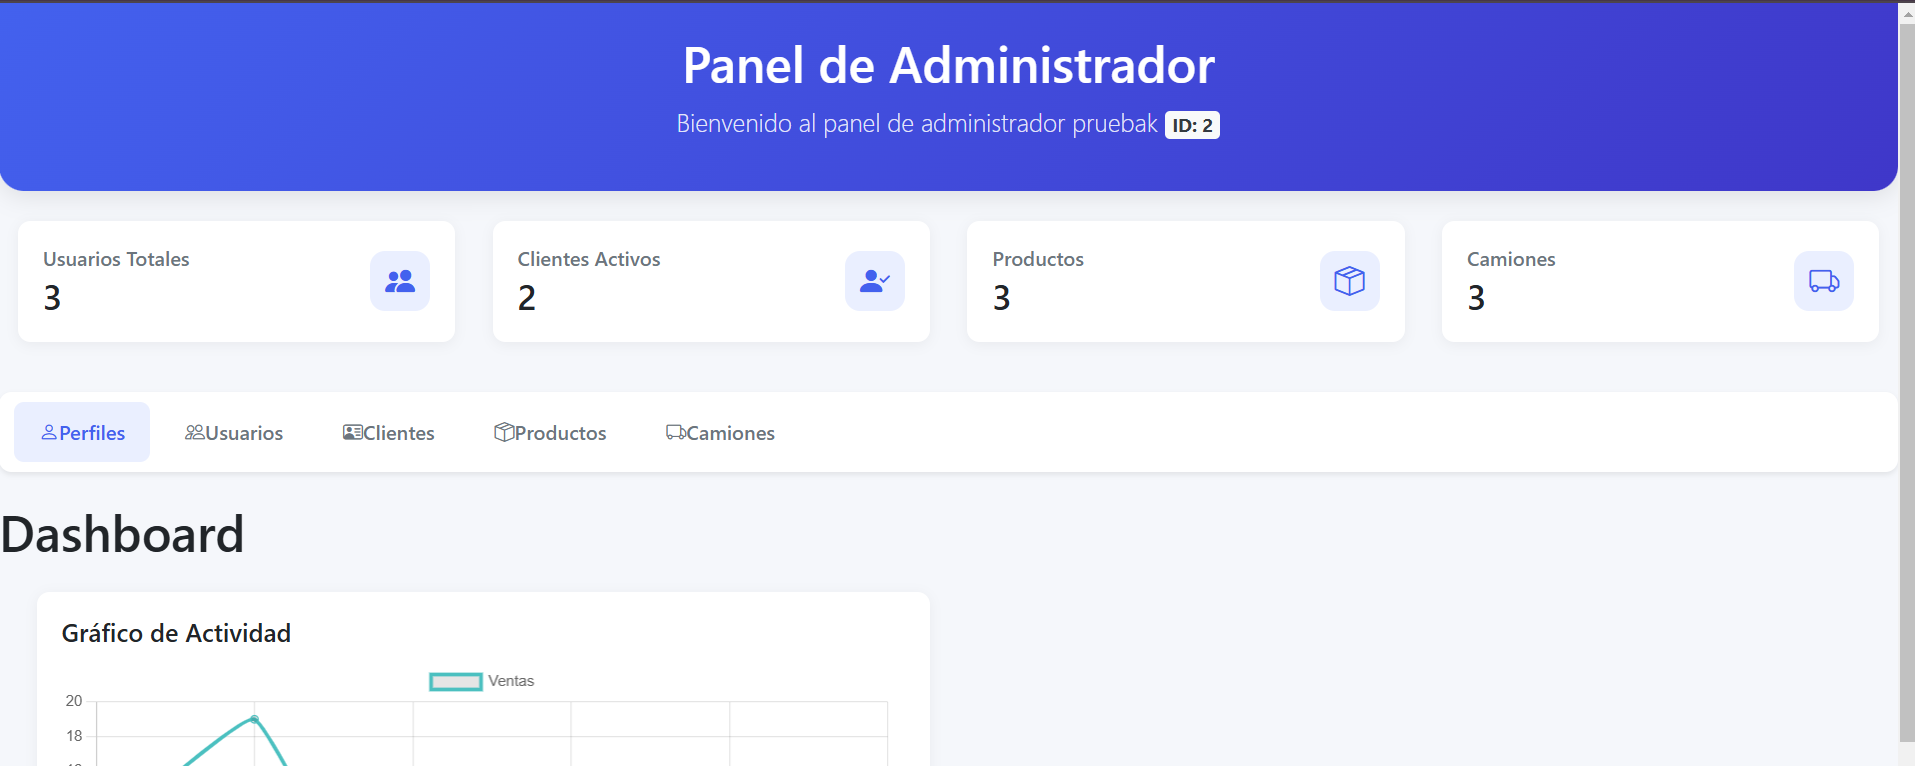 Panel de Administrador
Bienvenido al panel de administrador pruebak ID: 2
Usuarios Totales
3
Clientes Activos
2
Productos
3
Camiones
3
Perfiles Usuarios Clientes Productos Camiones
Dashboard
Gráfico de Actividad
Ventas
20
18